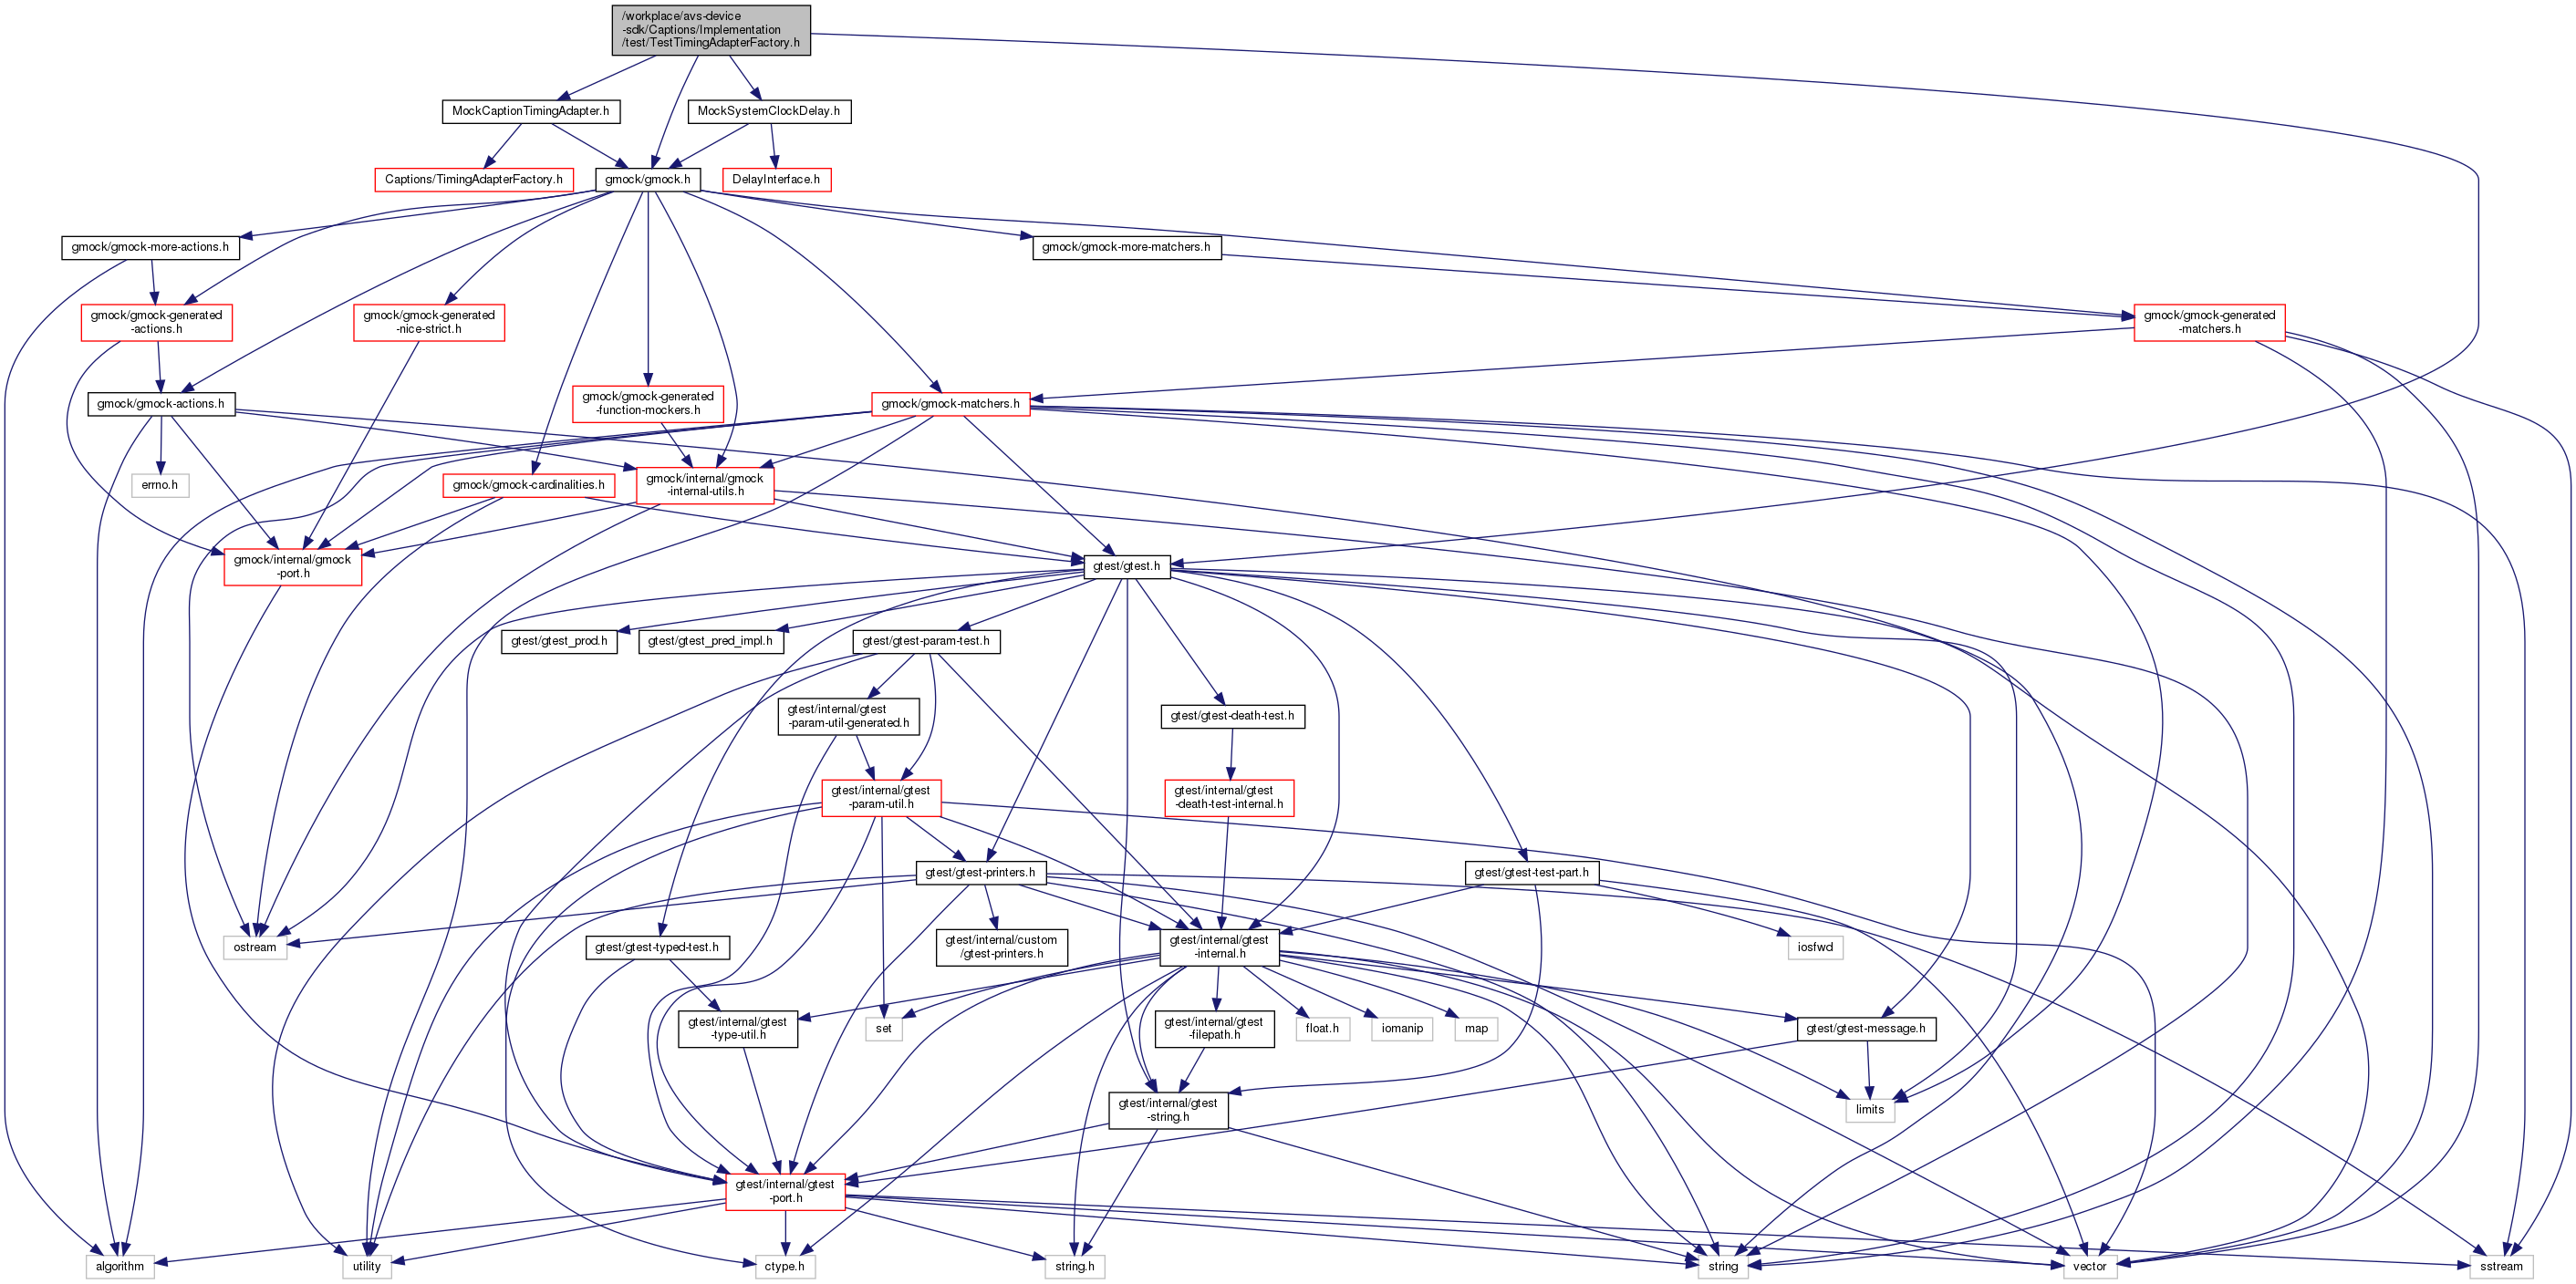 /workplace/avs-device
-sdk/Captions/Implementation
/test/TestTimingAdapterFactory.h
MockCaptionTimingAdapter.h
MockSystemClockDelay.h
Captions/TimingAdapterFactory.h
gmock/gmock.h
DelayInterface.h
gmock/gmock-more-actions.h
gmock/gmock-more-matchers.h
gmock/gmock-generated
-actions.h
gmock/gmock-generated
-nice-strict.h
gmock/gmock-generated
-matchers.h
gmock/gmock-actions.h
gmock/gmock-generated
-function-mockers.h
gmock/gmock-matchers.h
errno.h
gmock/gmock-cardinalities.h
gmock/internal/gmock
-internal-utils.h
gmock/internal/gmock
-port.h
gtest/gtest.h
gtest/gtest_prod.h
gtest/gtest_pred_impl.h
gtest/gtest-param-test.h
gtest/internal/gtest
-param-util-generated.h
gtest/gtest-death-test.h
gtest/internal/gtest
-param-util.h
gtest/internal/gtest
-death-test-internal.h
gtest/gtest-printers.h
gtest/gtest-test-part.h
ostream
gtest/gtest-typed-test.h
gtest/internal/custom
/gtest-printers.h
gtest/internal/gtest
-internal.h
iosfwd
gtest/internal/gtest
-type-util.h
set
gtest/internal/gtest
-filepath.h
float.h
iomanip
map
gtest/gtest-message.h
gtest/internal/gtest
-string.h
limits
gtest/internal/gtest
-port.h
algorithm
utility
ctype.h
string.h
string
vector
sstream